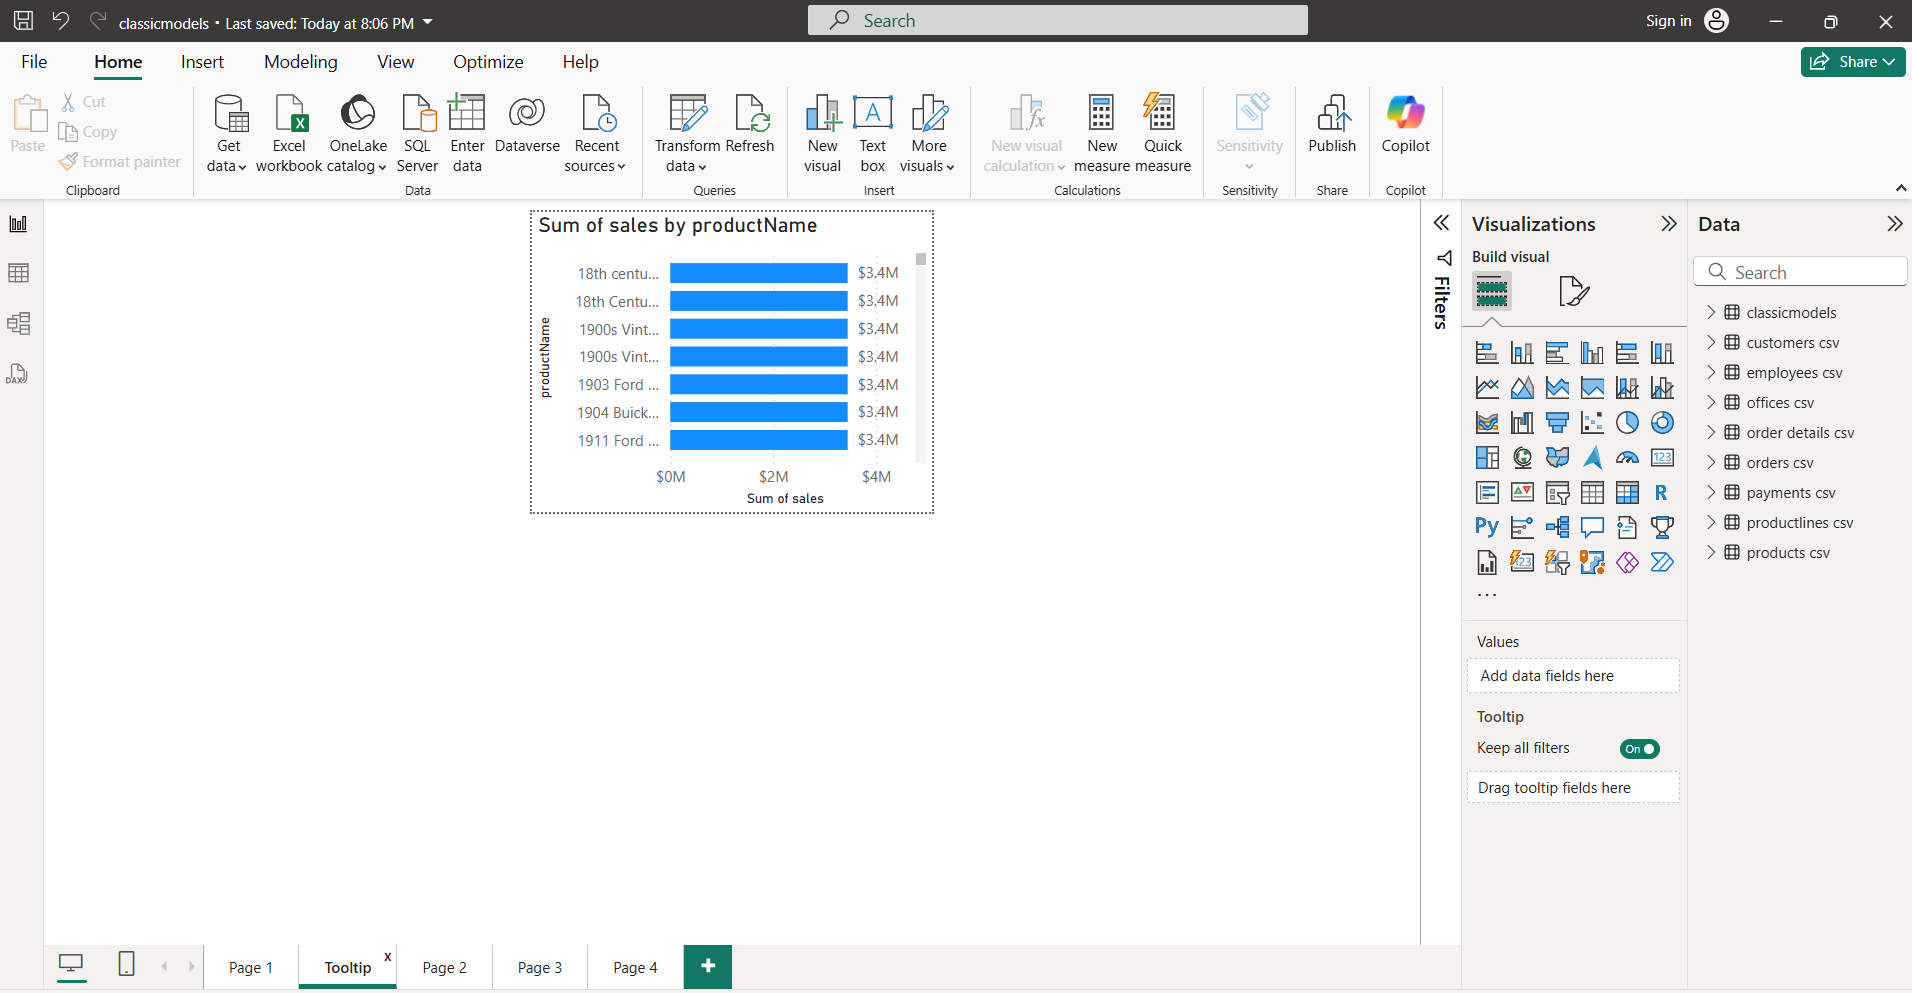 classicmodels • Last saved: Today at 8:06 PM
Search
Sign in
File Home Insert Modeling View Optimize Help
Share
Paste
Cut
Copy
Format painter
Clipboard
Get data
Excel workbook
OneLake catalog
SQL Server
Enter data
Dataverse
Recent sources
Data
Transform data
Refresh
Queries
New visual
Text box
More visuals
Insert
New visual calculation
New measure
Quick measure
Calculations
Sensitivity
Sensitivity
Publish
Share
Copilot
Copilot
Sum of sales by productName
productName
18th centu... $3.4M
18th Centu... $3.4M
1900s Vint... $3.4M
1900s Vint... $3.4M
1903 Ford ... $3.4M
1904 Buick... $3.4M
1911 Ford ... $3.4M
$0M $2M $4M
Sum of sales
Filters
Visualizations
Build visual
123
R
Py
123
...
Values
Add data fields here
Tooltip
Keep all filters On
Drag tooltip fields here
Data
Search
classicmodels
customers csv
employees csv
offices csv
order details csv
orders csv
payments csv
productlines csv
products csv
DAX
Page 1 Tooltip x Page 2 Page 3 Page 4 +